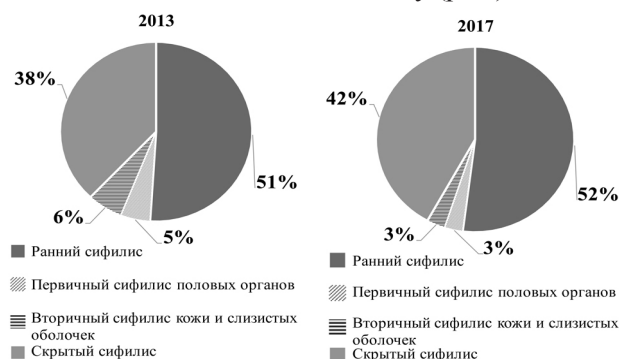 2013
38%
51%
6%
5%
Ранний сифилис
Первичный сифилис половых органов
Вторичный сифилис кожи и слизистых
оболочек
Скрытый сифилис
2017
42%
52%
3%
3%
Ранний сифилис
Первичный сифилис половых органов
Вторичный сифилис кожи и слизистых
оболочек
Скрытый сифилис